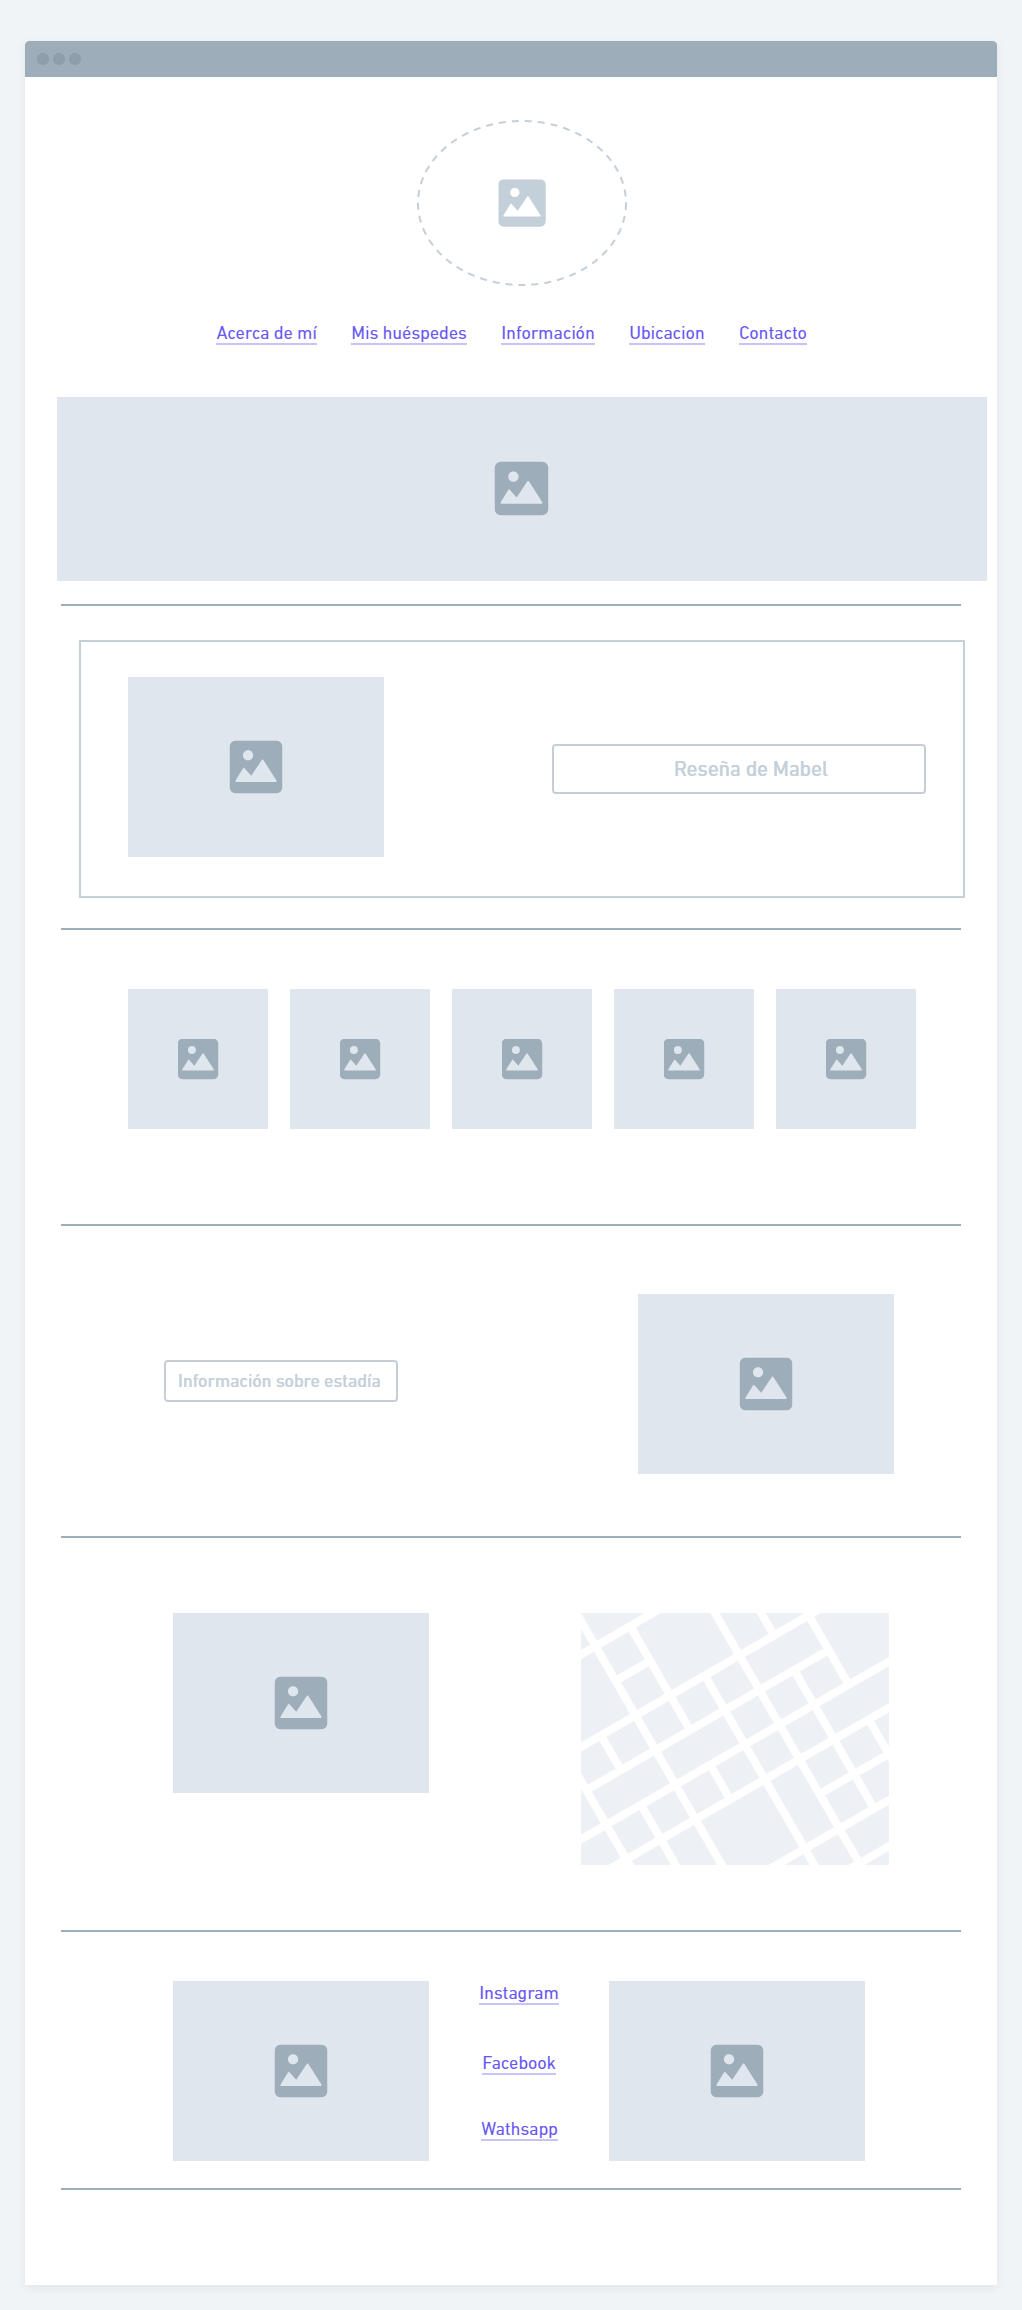 Acerca de mí Mis huéspedes Información Ubicacion Contacto
Reseña de Mabel
Información sobre estadía
Instagram
Facebook
Wathsapp